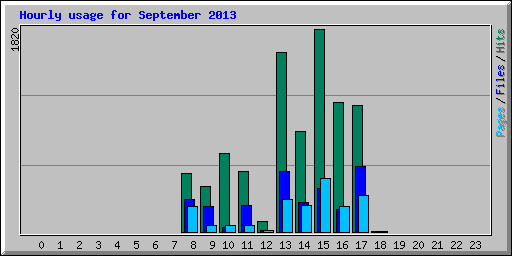 Hourly usage for September 2013
1820
Pages/Files/Hits
0 1 2 3 4 5 6 7 8 9 10 11 12 13 14 15 16 17 18 19 20 21 22 23